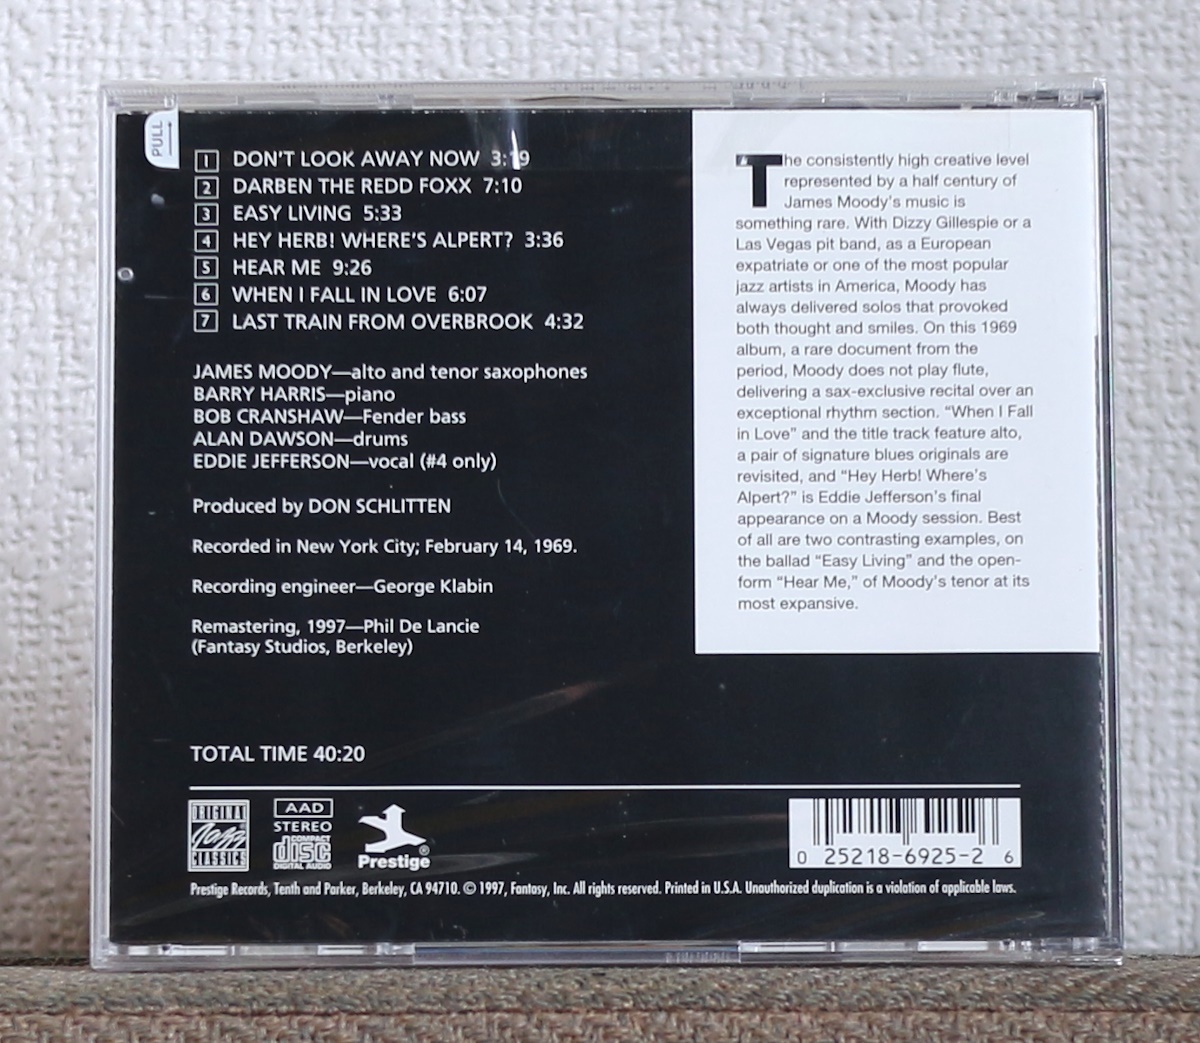 PULL
1 DON'T LOOK AWAY NOW 3:19
2 DARBEN THE REDD FOXX 7:10
3 EASY LIVING 5:33
4 HEY HERB! WHERE'S ALPERT? 3:36
5 HEAR ME 9:26
6 WHEN I FALL IN LOVE 6:07
7 LAST TRAIN FROM OVERBROOK 4:32
JAMES MOODY—alto and tenor saxophones
BARRY HARRIS—piano
BOB CRANSHAW—Fender bass
ALAN DAWSON—drums
EDDIE JEFFERSON—vocal (#4 only)
Produced by DON SCHLITTEN
Recorded in New York City; February 14, 1969.
Recording engineer—George Klabin
Remastering, 1997—Phil De Lancie
(Fantasy Studios, Berkeley)
TOTAL TIME 40:20
The consistently high creative level
represented by a half century of
James Moody's music is
something rare. With Dizzy Gillespie or a
Las Vegas pit band, as a European
expatriate or one of the most popular
jazz artists in America, Moody has
always delivered solos that provoked
both thought and smiles. On this 1969
album, a rare document from the
period, Moody does not play flute,
delivering a sax-exclusive recital over an
exceptional rhythm section. “When I Fall
in Love” and the title track feature alto,
a pair of signature blues originals are
revisited, and “Hey Herb! Where's
Alpert?” is Eddie Jefferson's final
appearance on a Moody session. Best
of all are two contrasting examples, on
the ballad “Easy Living” and the open-
form “Hear Me,” of Moody's tenor at its
most expansive.
ORIGINAL
Jazz
CLASSICS
AAD
STEREO
COMPACT
disc
DIGITAL AUDIO
Prestige®
0 25218-6925-2 6
Prestige Records, Tenth and Parker, Berkeley, CA 94710. © 1997, Fantasy, Inc. All rights reserved. Printed in U.S.A. Unauthorized duplication is a violation of applicable laws.